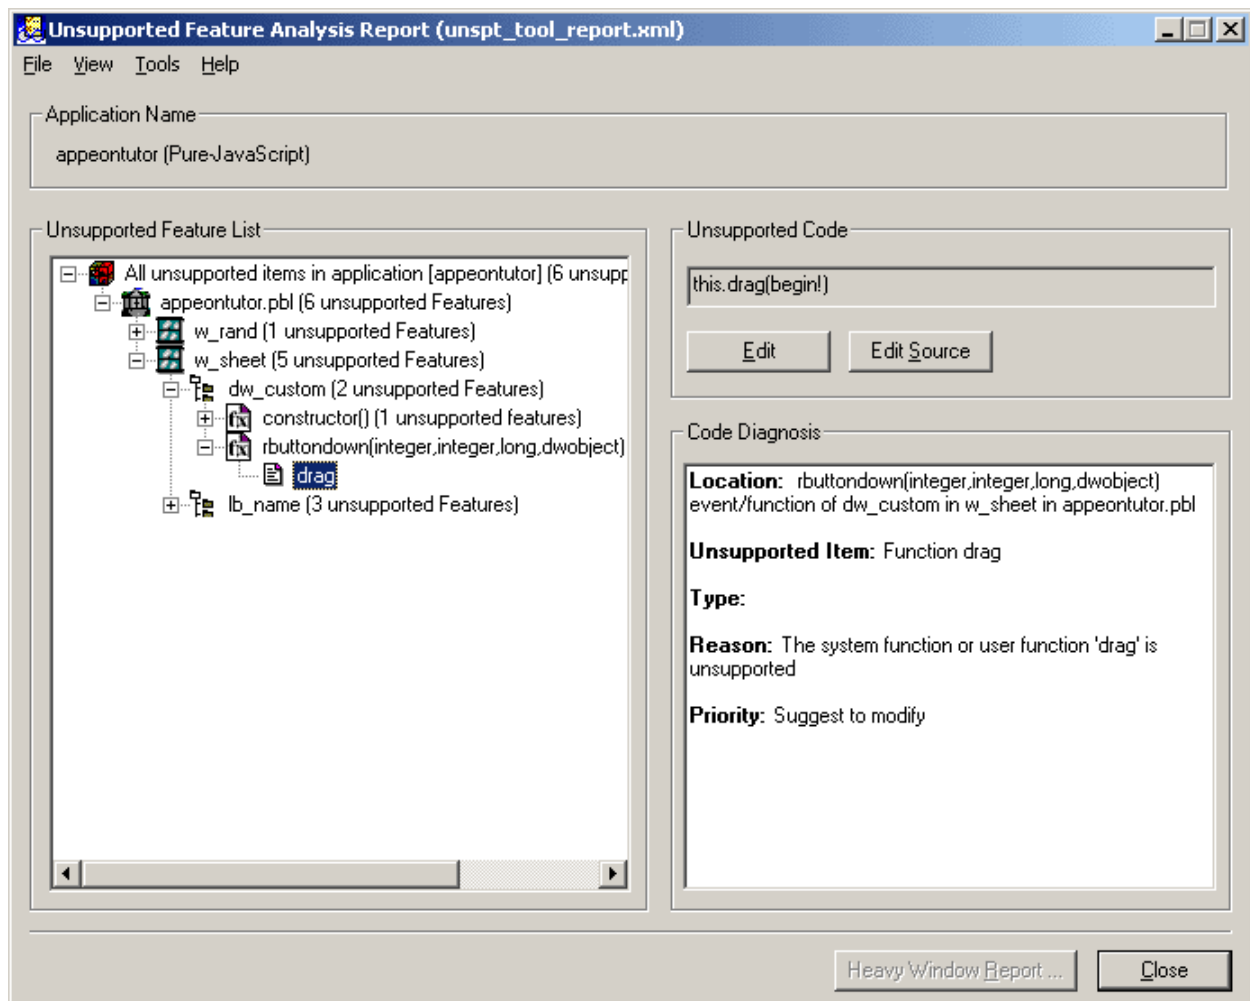 Unsupported Feature Analysis Report (unspt_tool_report.xml)
File View Tools Help
Application Name
appeontutor (Pure-JavaScript)
Unsupported Feature List
All unsupported items in application [appeontutor] (6 unsupp
appeontutor.pbl (6 unsupported Features)
w_rand (1 unsupported Features)
w_sheet (5 unsupported Features)
dw_custom (2 unsupported Features)
constructor() (1 unsupported features)
rbuttondown(integer,integer,long,dwobject)
drag
lb_name (3 unsupported Features)
Unsupported Code
this.drag(begin!)
Edit
Edit Source
Code Diagnosis
Location: rbuttondown(integer,integer,long,dwobject)
event/function of dw_custom in w_sheet in appeontutor.pbl
Unsupported Item: Function drag
Type:
Reason: The system function or user function 'drag' is
unsupported
Priority: Suggest to modify
Heavy Window Report ...
Close